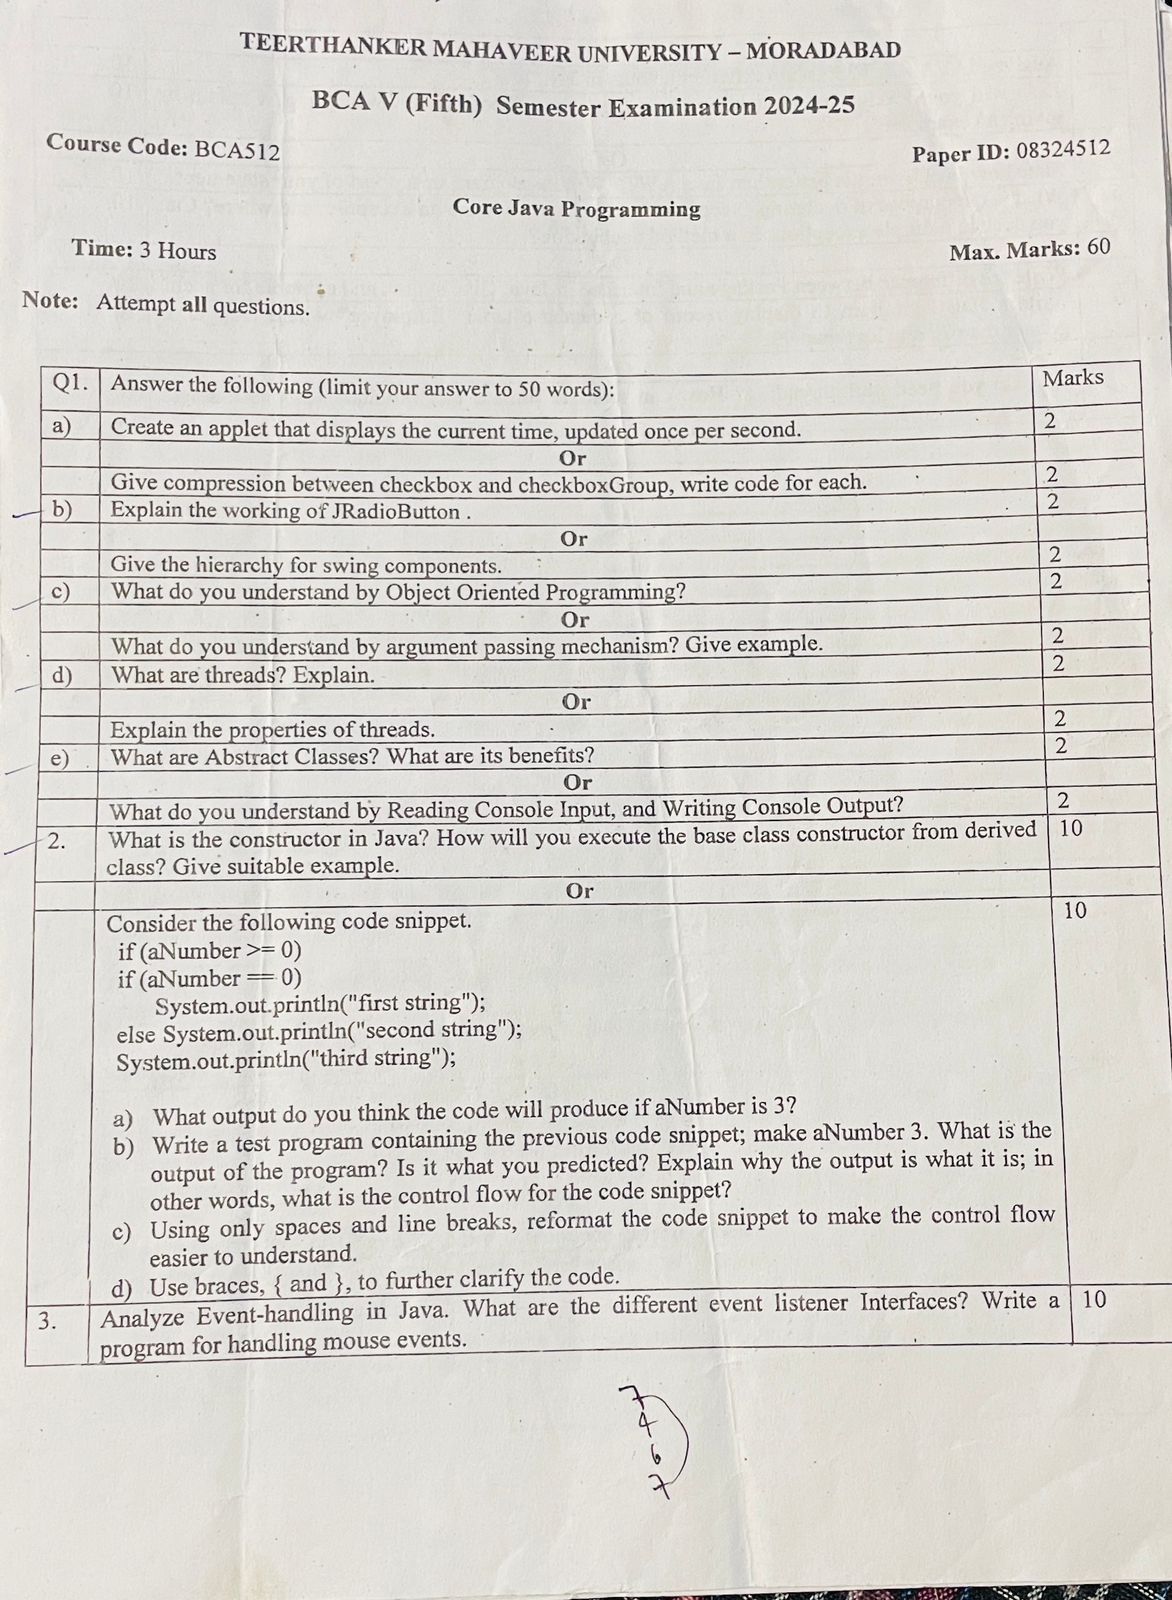 TEERTHANKER MAHAVEER UNIVERSITY – MORADABAD
BCA V (Fifth) Semester Examination 2024-25
Course Code: BCA512
Paper ID: 08324512
Core Java Programming
Time: 3 Hours
Max. Marks: 60
Note: Attempt all questions.
Q1. Answer the following (limit your answer to 50 words): Marks
a) Create an applet that displays the current time, updated once per second. 2
Or
Give compression between checkbox and checkboxGroup, write code for each. 2
b) Explain the working of JRadioButton . 2
Or
Give the hierarchy for swing components. 2
c) What do you understand by Object Oriented Programming? 2
Or
What do you understand by argument passing mechanism? Give example. 2
d) What are threads? Explain. 2
Or
Explain the properties of threads. 2
e) What are Abstract Classes? What are its benefits? 2
Or
What do you understand by Reading Console Input, and Writing Console Output? 2
2. What is the constructor in Java? How will you execute the base class constructor from derived 10
class? Give suitable example.
Or
Consider the following code snippet. 10
if (aNumber >= 0)
if (aNumber == 0)
System.out.println("first string");
else System.out.println("second string");
System.out.println("third string");
a) What output do you think the code will produce if aNumber is 3?
b) Write a test program containing the previous code snippet; make aNumber 3. What is the
output of the program? Is it what you predicted? Explain why the output is what it is; in
other words, what is the control flow for the code snippet?
c) Using only spaces and line breaks, reformat the code snippet to make the control flow
easier to understand.
d) Use braces, { and }, to further clarify the code.
3. Analyze Event-handling in Java. What are the different event listener Interfaces? Write a 10
program for handling mouse events.
7
4
6
7